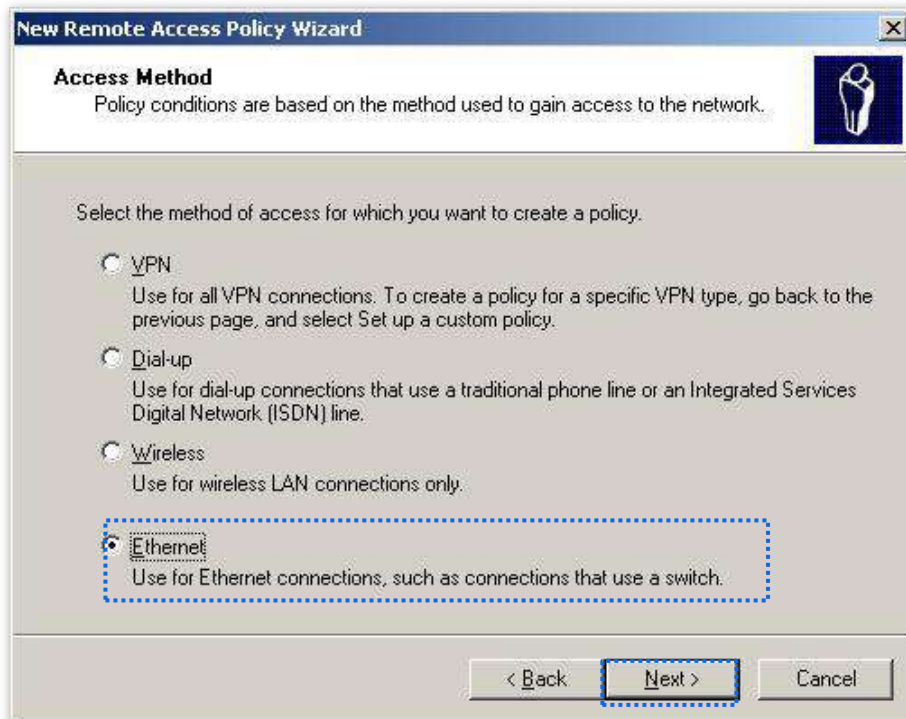 New Remote Access Policy Wizard
Access Method
Policy conditions are based on the method used to gain access to the network.
Select the method of access for which you want to create a policy.
VPN
Use for all VPN connections. To create a policy for a specific VPN type, go back to the
previous page, and select Set up a custom policy.
Dial-up
Use for dial-up connections that use a traditional phone line or an Integrated Services
Digital Network (ISDN) line.
Wireless
Use for wireless LAN connections only.
Ethernet
Use for Ethernet connections, such as connections that use a switch.
< Back Next > Cancel